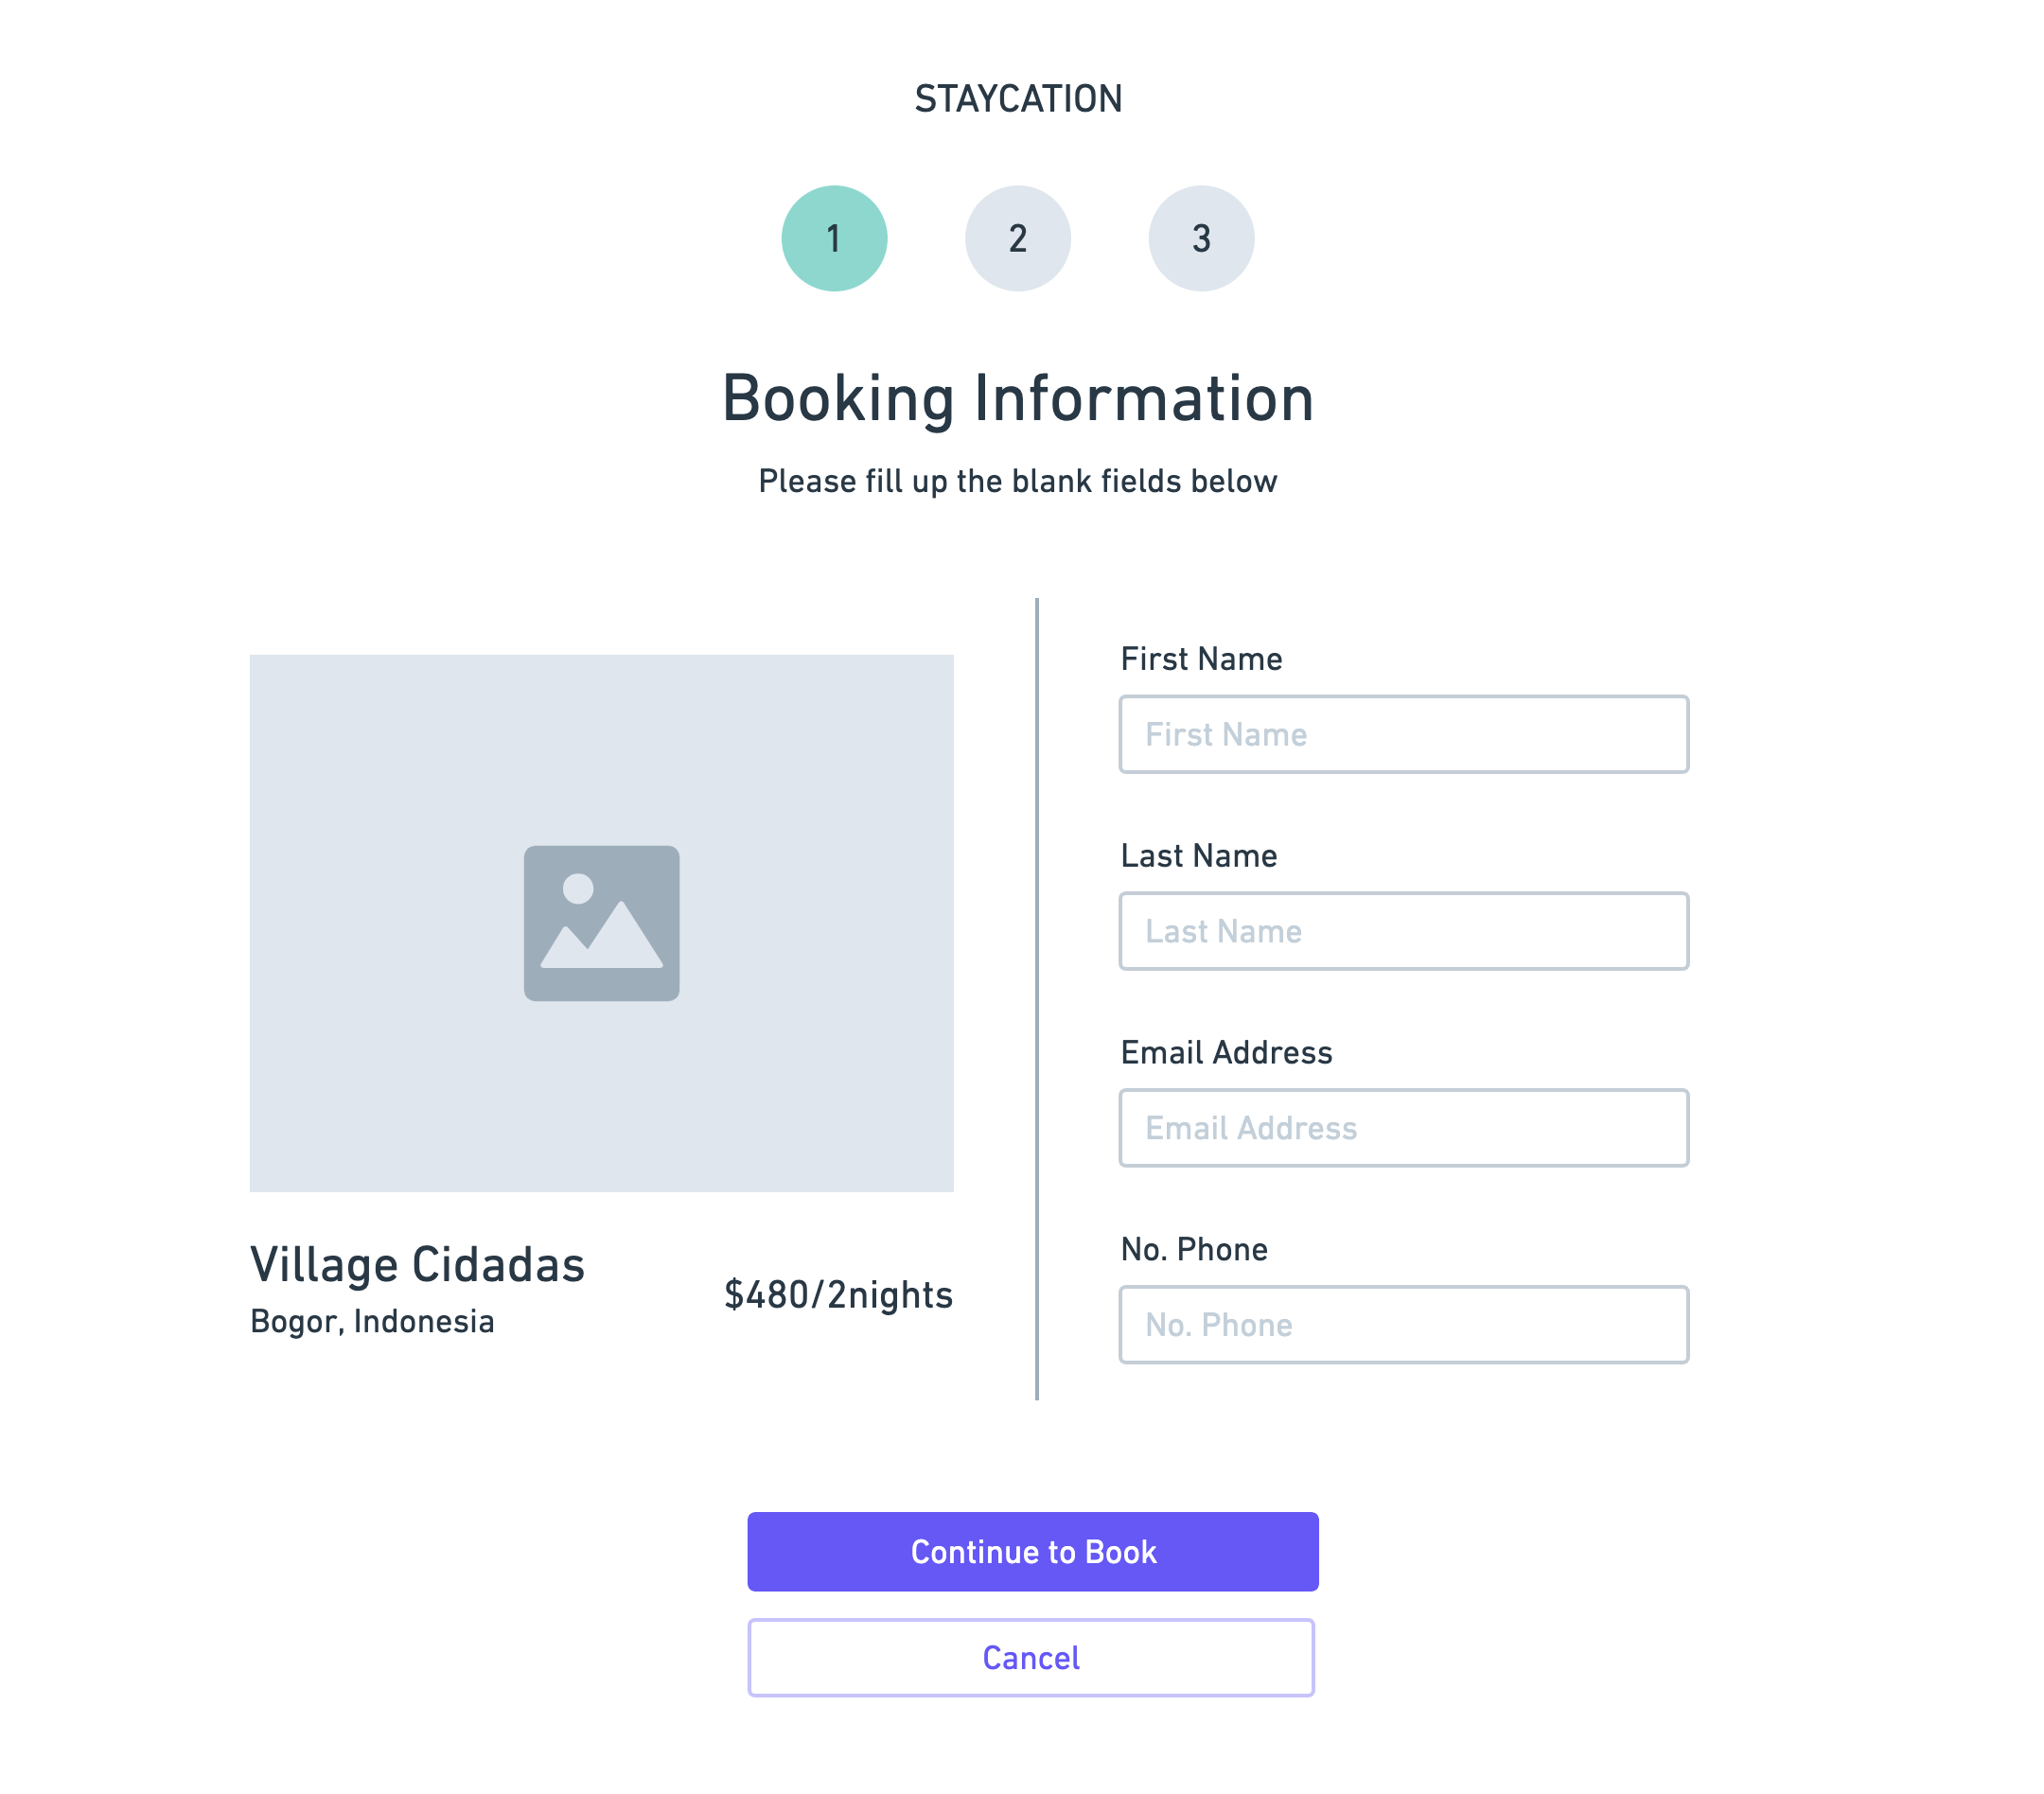 STAYCATION
1 2 3
Booking Information
Please fill up the blank fields below
Village Cidadas
Bogor, Indonesia
$480/2nights
First Name
First Name
Last Name
Last Name
Email Address
Email Address
No. Phone
No. Phone
Continue to Book
Cancel